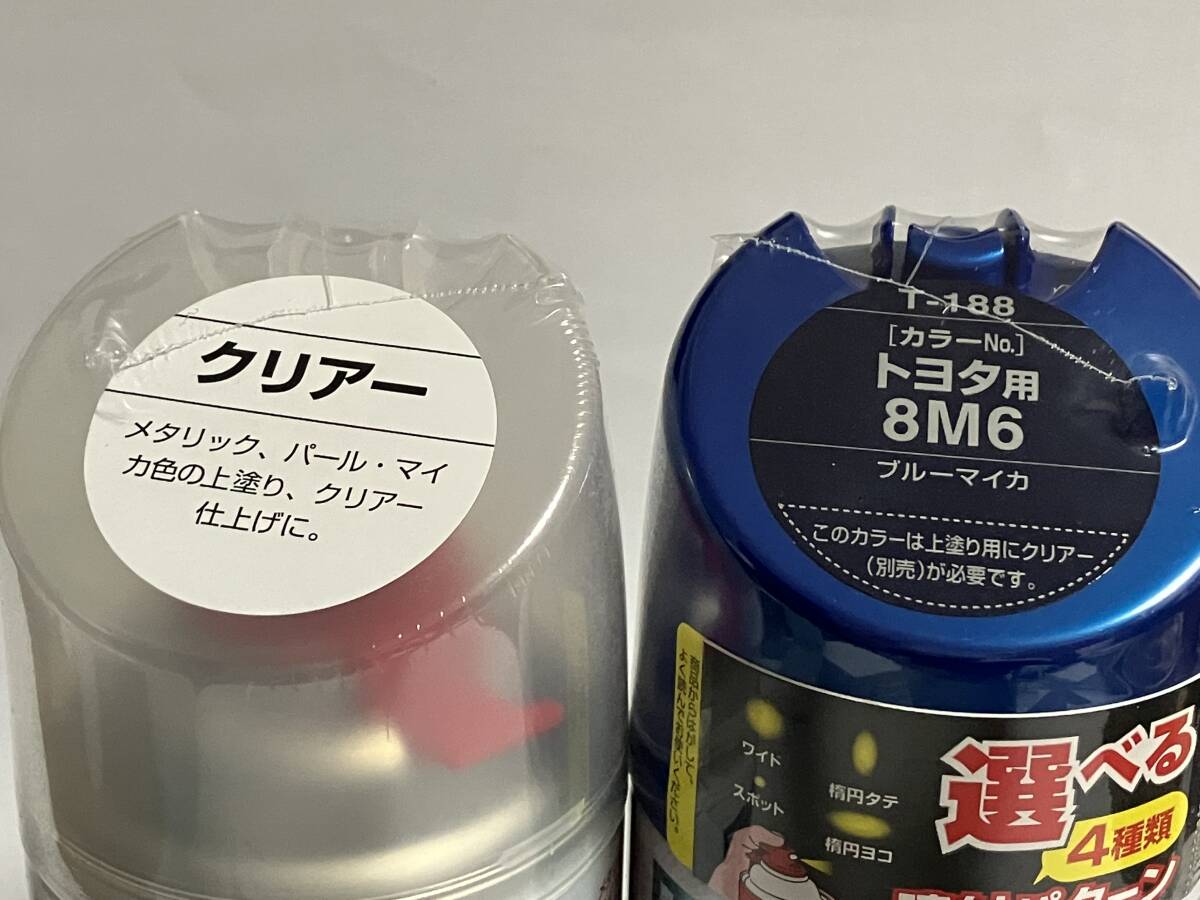 クリアー
メタリック、パール・マイ
カ色の上塗り、クリアー
仕上げに。
T-188
[カラーNo.]
トヨタ用
8M6
ブルーマイカ
このカラーは上塗り用にクリアー
(別売)が必要です。
ワイド
スポット
楕円タテ
楕円ヨコ
選べる
4種類